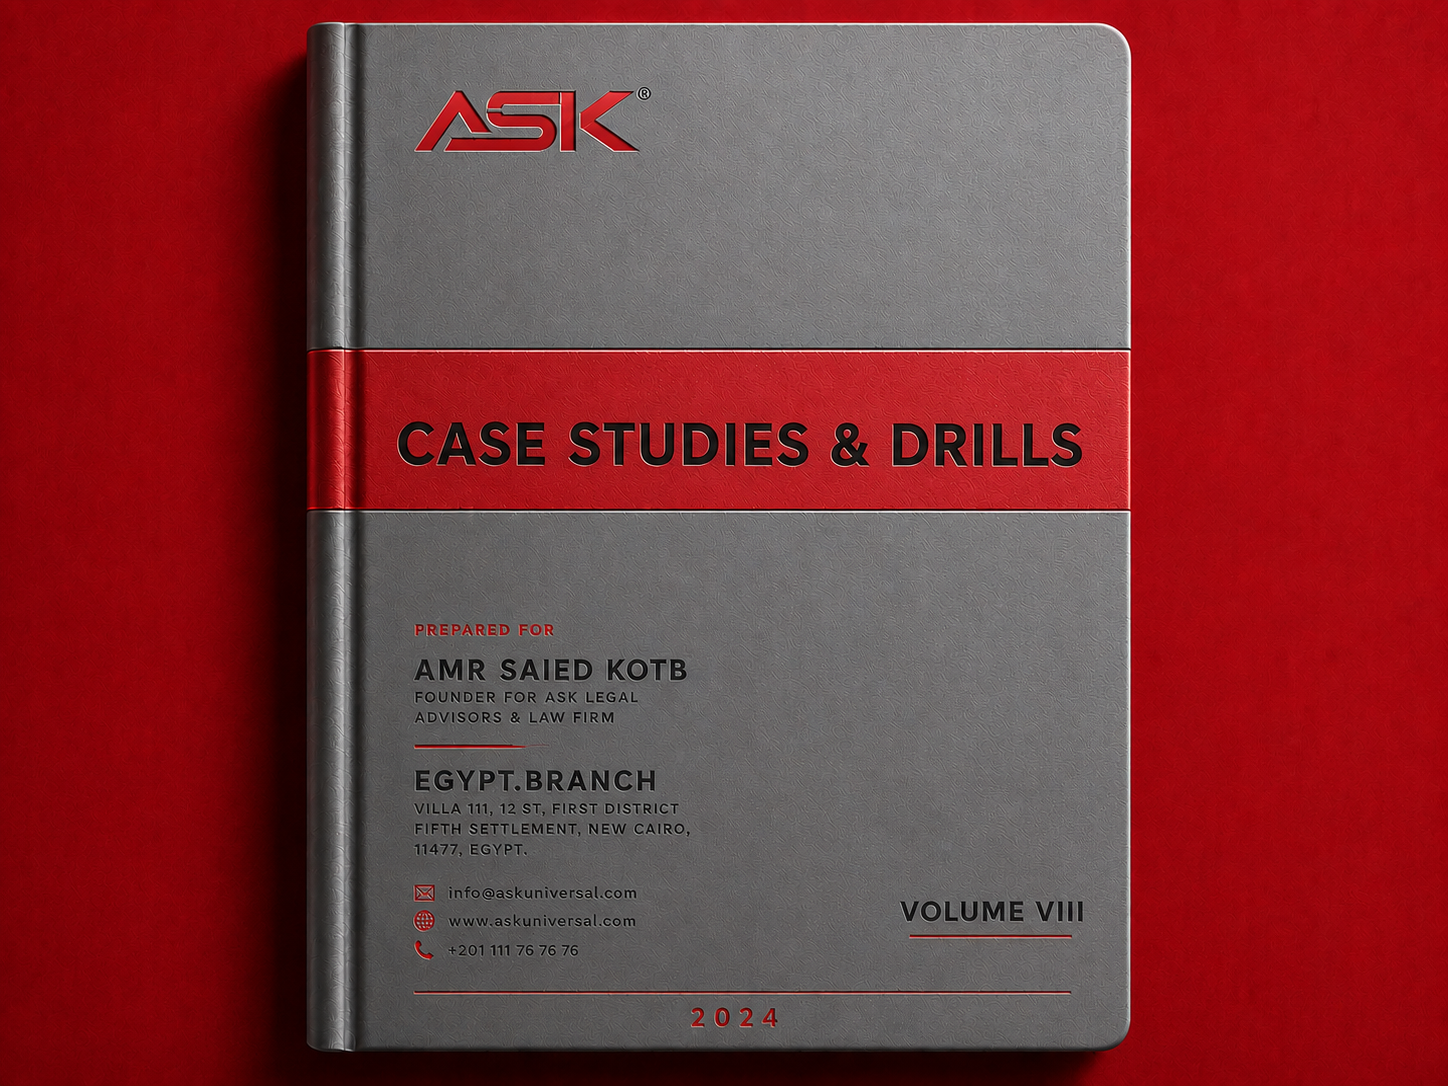 ASK®
CASE STUDIES & DRILLS
PREPARED FOR
AMR SAIED KOTB
FOUNDER FOR ASK LEGAL
ADVISORS & LAW FIRM
EGYPT.BRANCH
VILLA 111, 12 ST, FIRST DISTRICT
FIFTH SETTLEMENT, NEW CAIRO,
11477, EGYPT.
info@askuniversal.com
www.askuniversal.com
+201 111 76 76 76
VOLUME VIII
2024